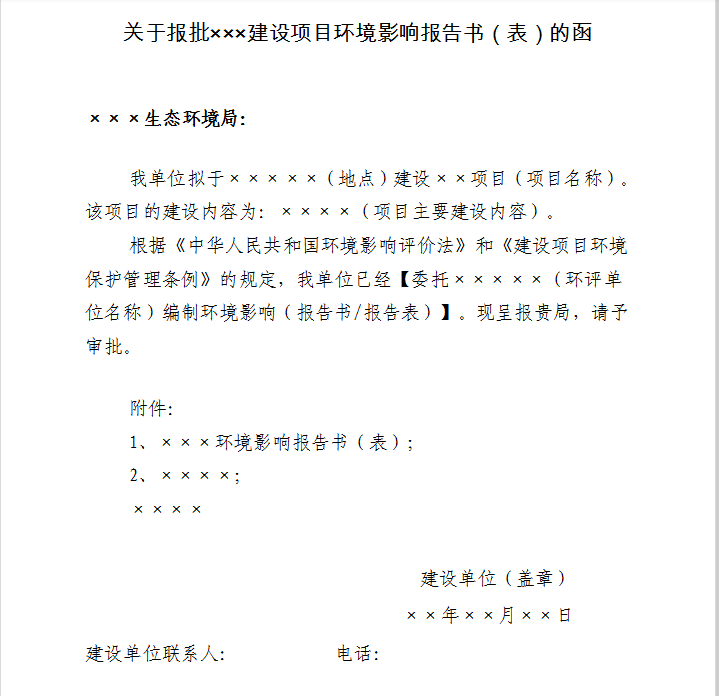 关于报批×××建设项目环境影响报告书（表）的函
×××生态环境局：
我单位拟于×××××（地点）建设××项目（项目名称）。
该项目的建设内容为：××××（项目主要建设内容）。
根据《中华人民共和国环境影响评价法》和《建设项目环境
保护管理条例》的规定，我单位已经【委托×××××（环评单
位名称）编制环境影响（报告书/报告表）】。现呈报贵局，请予
审批。
附件：
1、×××环境影响报告书（表）；
2、××××；
××××
建设单位（盖章）
××年××月××日
建设单位联系人：　　　　　　电话：